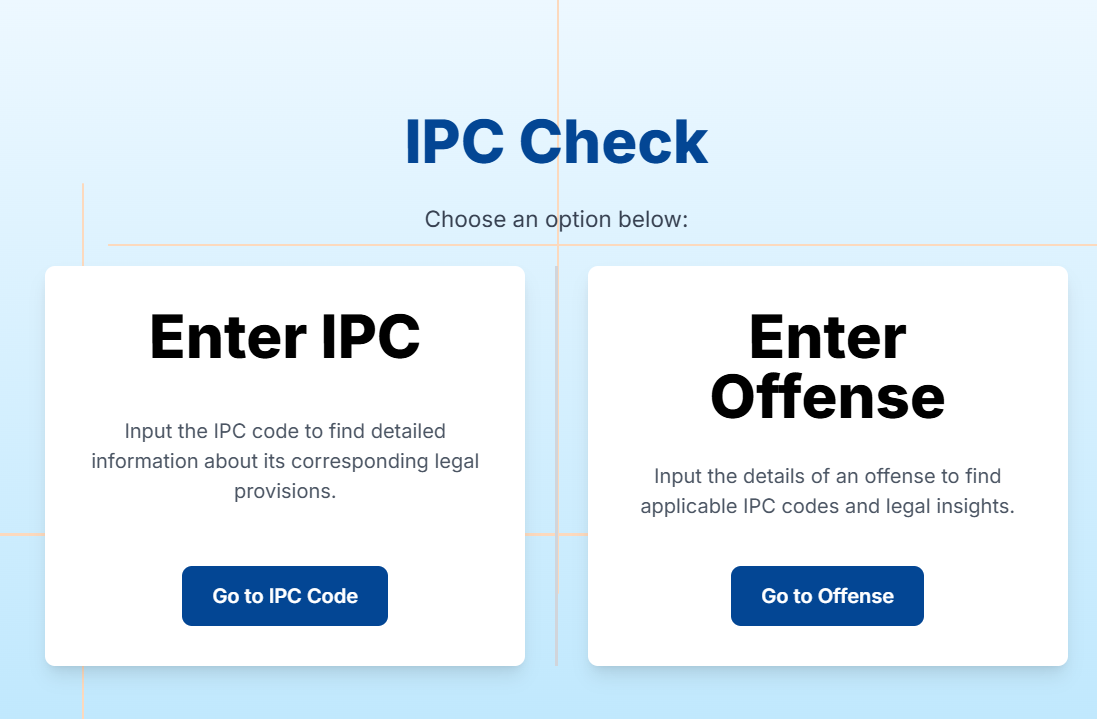 IPC Check
Choose an option below:
Enter IPC
Input the IPC code to find detailed
information about its corresponding legal
provisions.
Go to IPC Code
Enter
Offense
Input the details of an offense to find
applicable IPC codes and legal insights.
Go to Offense